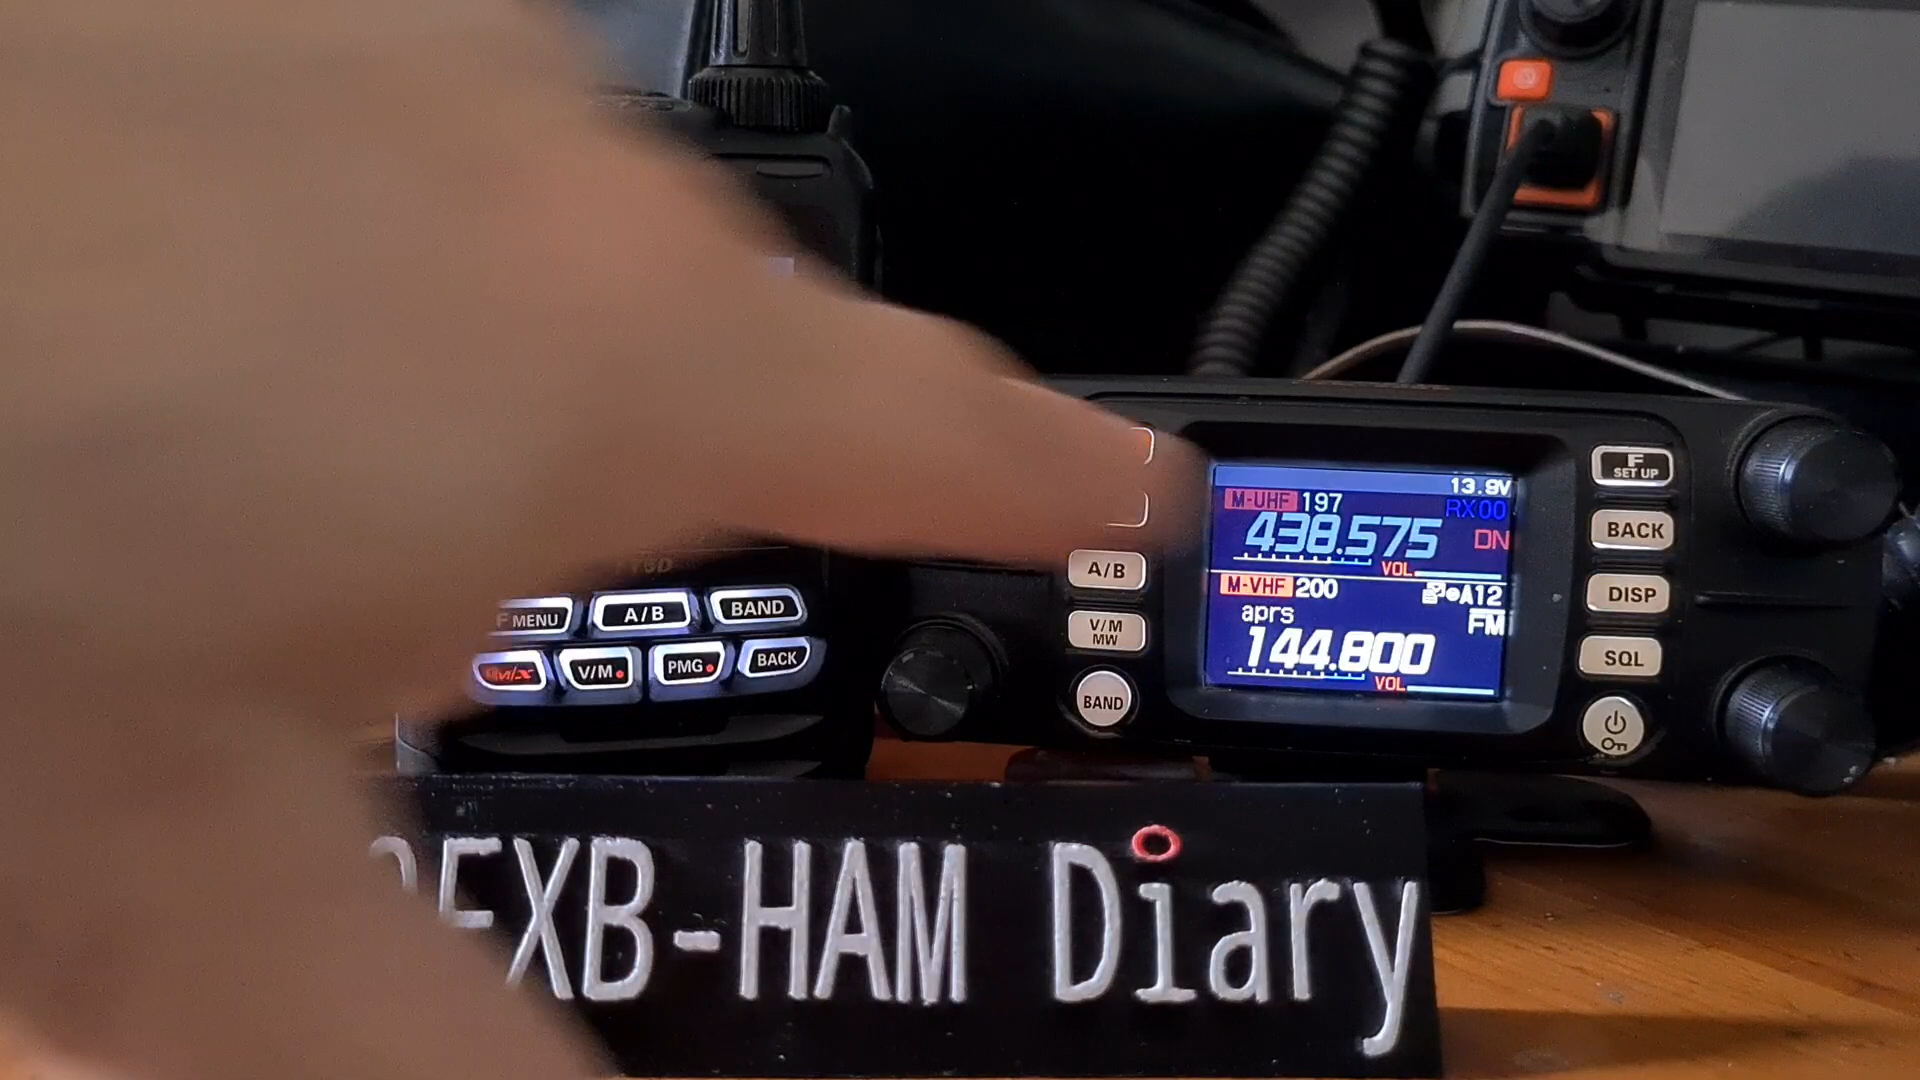 13.9V
M-UHF 197 RX00
438.575 DN
VOL
M-VHF 200 A12
aprs FM
144.800
VOL
A/B
V/M
MW
BAND
F
SET UP
BACK
DISP
SQL
F MENU A/B BAND
V/M PMG BACK
FXB-HAM Diary